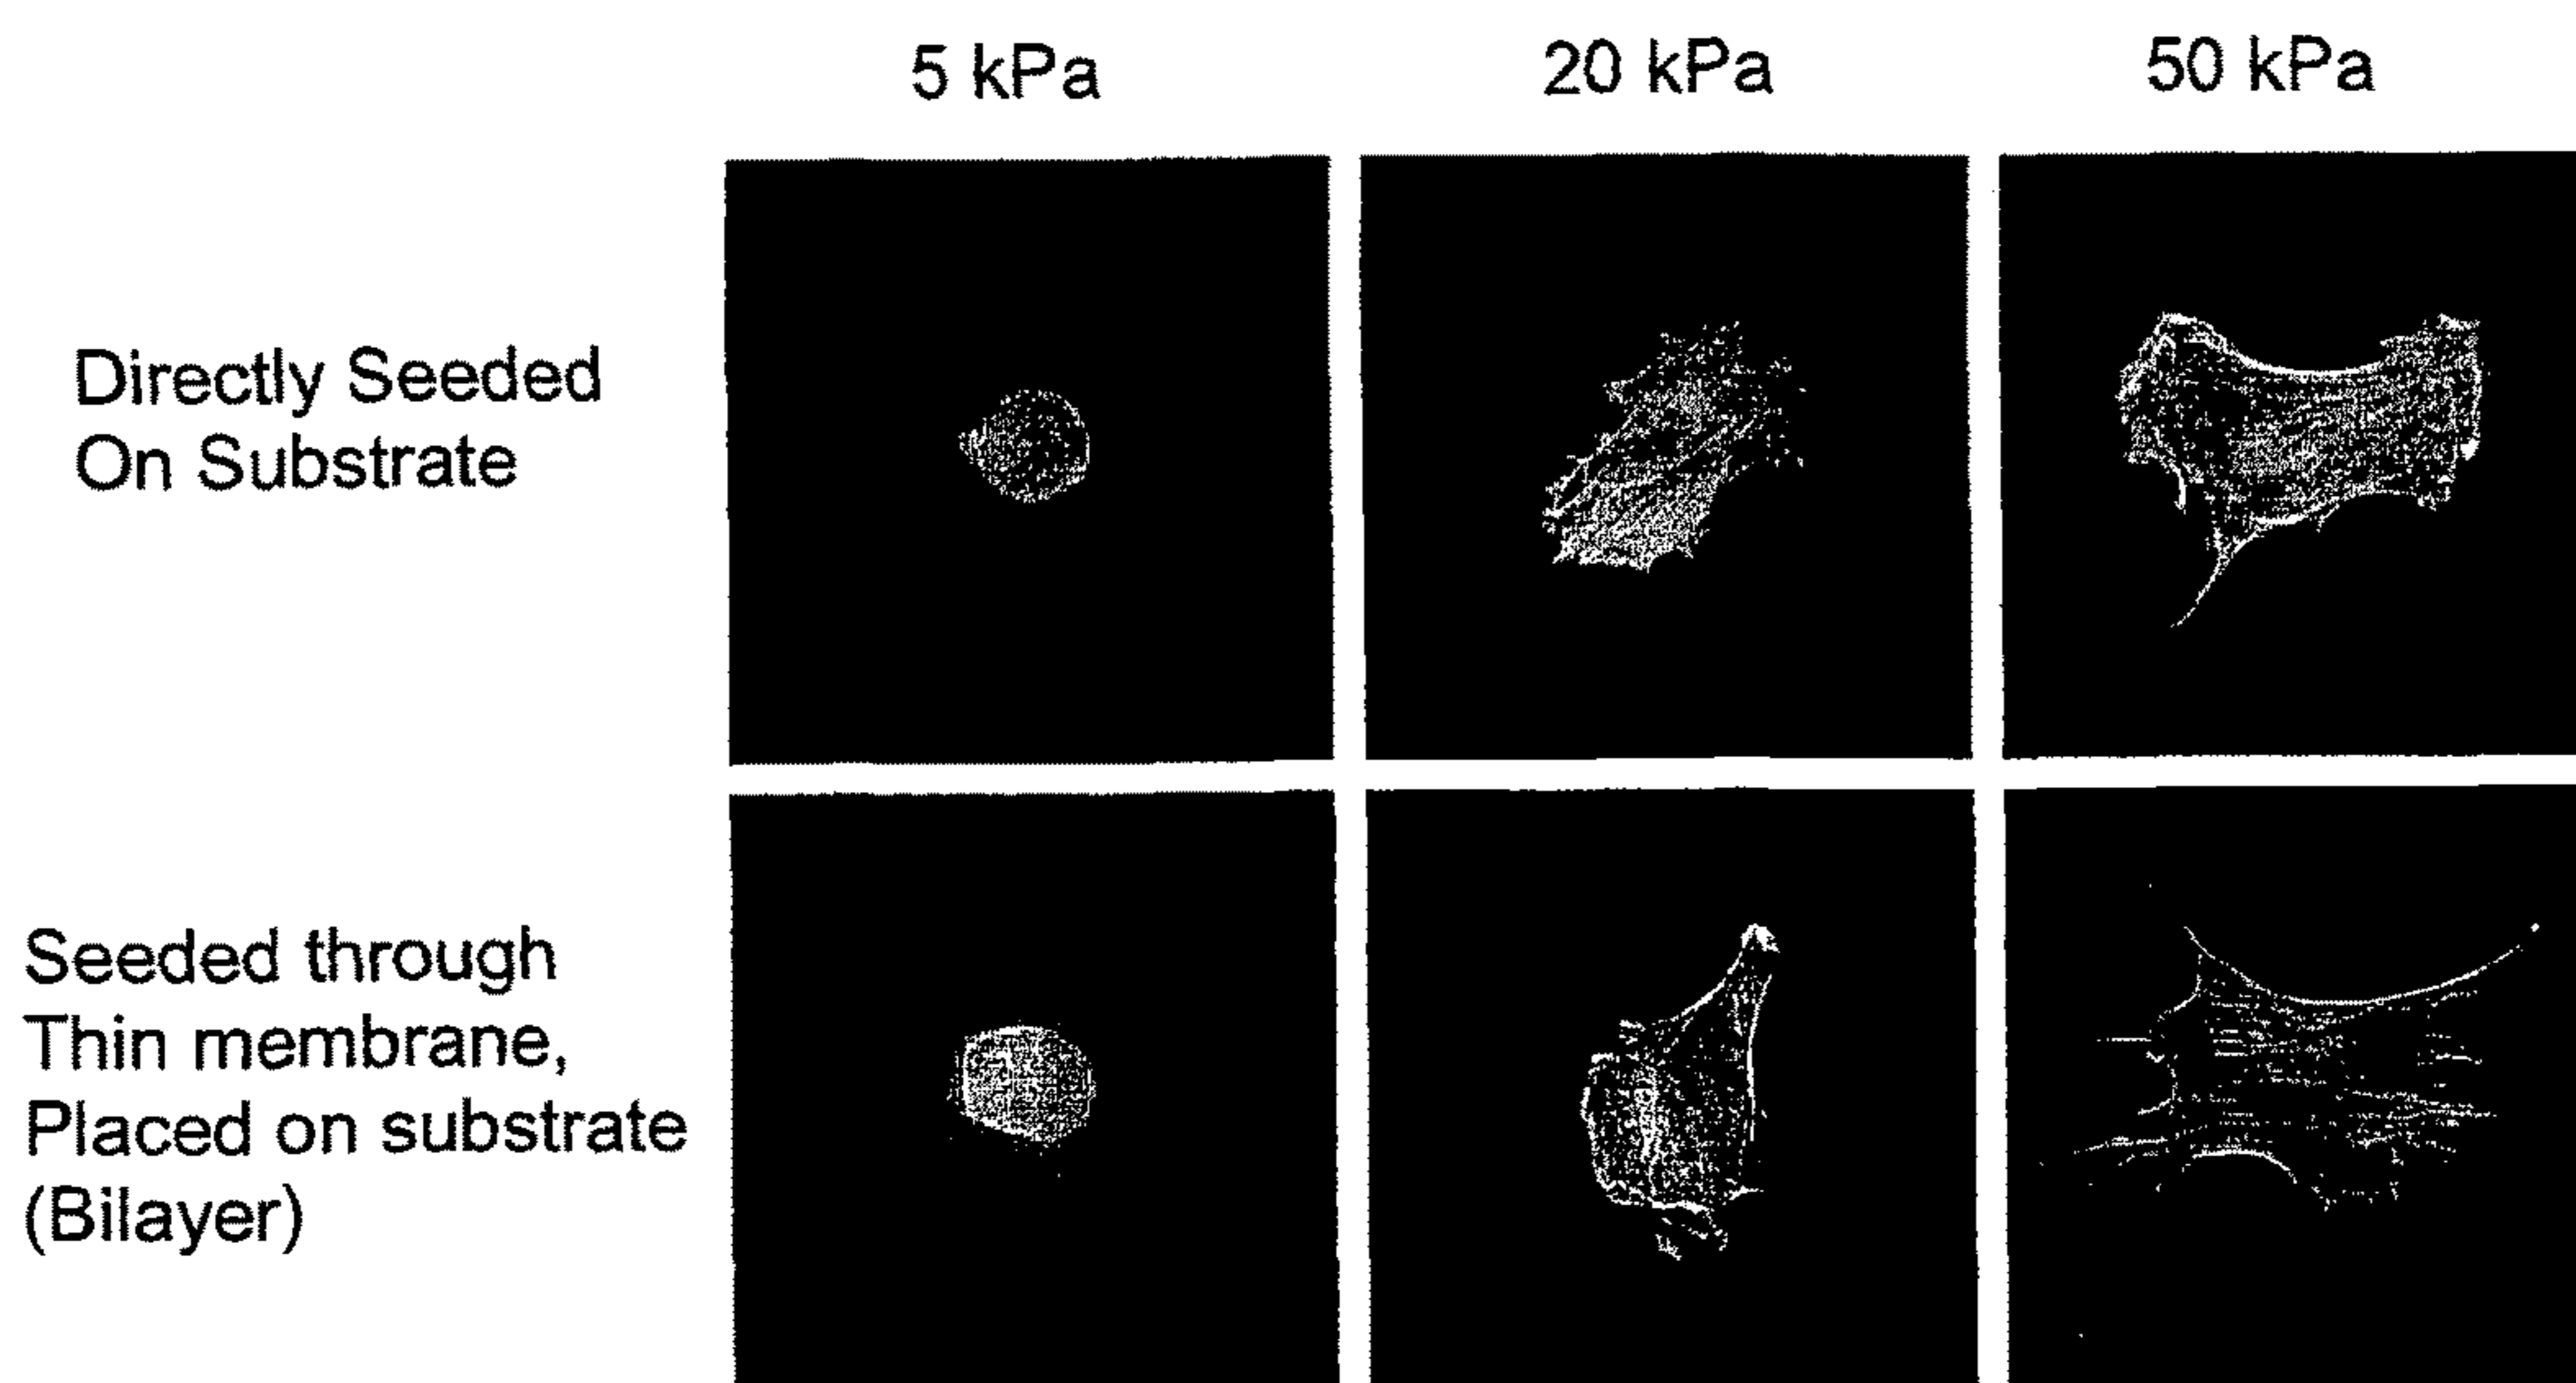 5 kPa 20 kPa 50 kPa
Directly Seeded
On Substrate
Seeded through
Thin membrane,
Placed on substrate
(Bilayer)